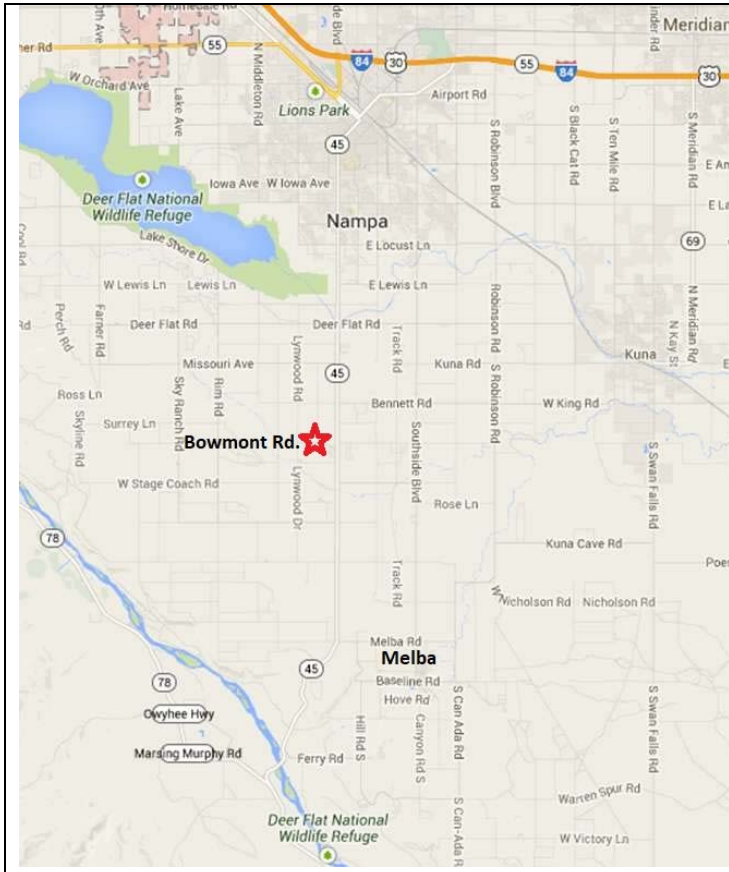 Homedale Rd
Meridian
10th Ave
55
N Middleton Rd
84
30
55
84
30
W Orchard Ave
Lake Ave
Lions Park
Airport Rd
45
S Robinson Blvd
S Black Cat Rd
S Ten Mile Rd
S Meridian Rd
Iowa Ave
W Iowa Ave
E Am
Deer Flat National
Wildlife Refuge
Nampa
E La
Lake Shore Dr
E Locust Ln
69
W Lewis Ln
Lewis Ln
E Lewis Ln
Perch Rd
Farner Rd
Deer Flat Rd
Deer Flat Rd
Lynwood Rd
Track Rd
Robinson Rd
N Meridian Rd
N Kay St
Missouri Ave
45
Kuna Rd
Kuna
Ross Ln
Rim Rd
Sky Ranch Rd
Bennett Rd
S Robinson Rd
W King Rd
Skyline Rd
Surrey Ln
Bowmont Rd.
Southside Blvd
S Swan Falls Rd
W Stage Coach Rd
Lynwood Dr
Rose Ln
78
Kuna Cave Rd
Track Rd
W Nicholson Rd
Nicholson Rd
Melba Rd
Melba
45
78
Baseline Rd
Hove Rd
Owyhee Hwy
Hill Rd S
Canyon Rd S
S Can Ada Rd
S Swan Falls Rd
Marsing Murphy Rd
Ferry Rd
Warren Spur Rd
Deer Flat National
Wildlife Refuge
S Can-Ada R
W Victory Ln